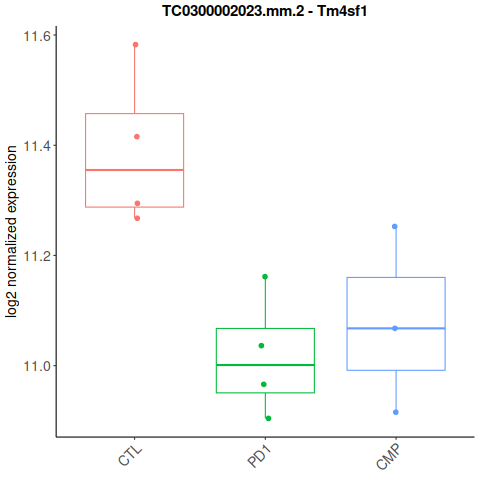 TC0300002023.mm.2 - Tm4sf1
log2 normalized expression
11.6
11.4
11.2
11.0
CTL
PD1
CMP